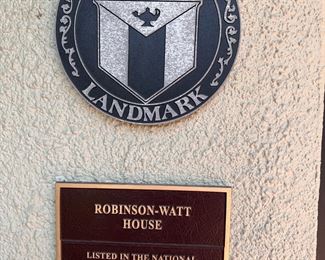 LANDMARK
ROBINSON-WATT
HOUSE
LISTED IN THE NATIONAL